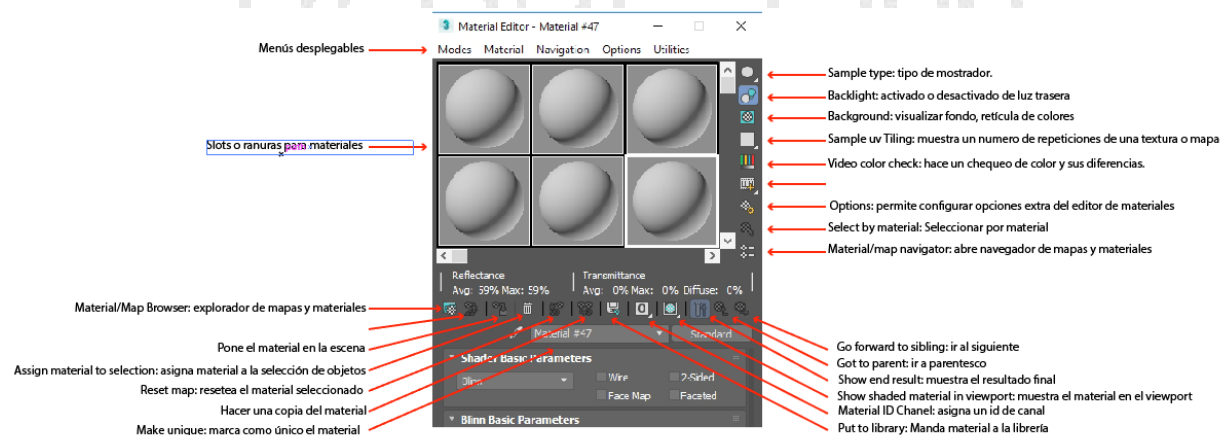 3 Material Editor - Material #47
Modes Material Navigation Options Utilities
Menús desplegables
Slots o ranuras para materiales
Sample type: tipo de mostrador.
Backlight: activado o desactivado de luz trasera
Background: visualizar fondo, retícula de colores
Sample uv Tiling: muestra un numero de repeticiones de una textura o mapa
Video color check: hace un chequeo de color y sus diferencias.
Options: permite configurar opciones extra del editor de materiales
Select by material: Seleccionar por material
Material/map navigator: abre navegador de mapas y materiales
Reflectance
Avg: 59% Max: 59%
Transmittance
Avg: 0% Max: 0% Diffuse: 0%
Material/Map Browser: explorador de mapas y materiales
Pone el material en la escena
Assign material to selection: asigna material a la selección de objetos
Reset map: resetea el material seleccionado
Hacer una copia del material
Make unique: marca como único el material
Material #47
Standard
Shader Basic Parameters
Blinn
Wire
2-Sided
Face Map
Faceted
Blinn Basic Parameters
Go forward to sibling: ir al siguiente
Got to parent: ir a parentesco
Show end result: muestra el resultado final
Show shaded material in viewport: muestra el material en el viewport
Material ID Chanel: asigna un id de canal
Put to library: Manda material a la librería